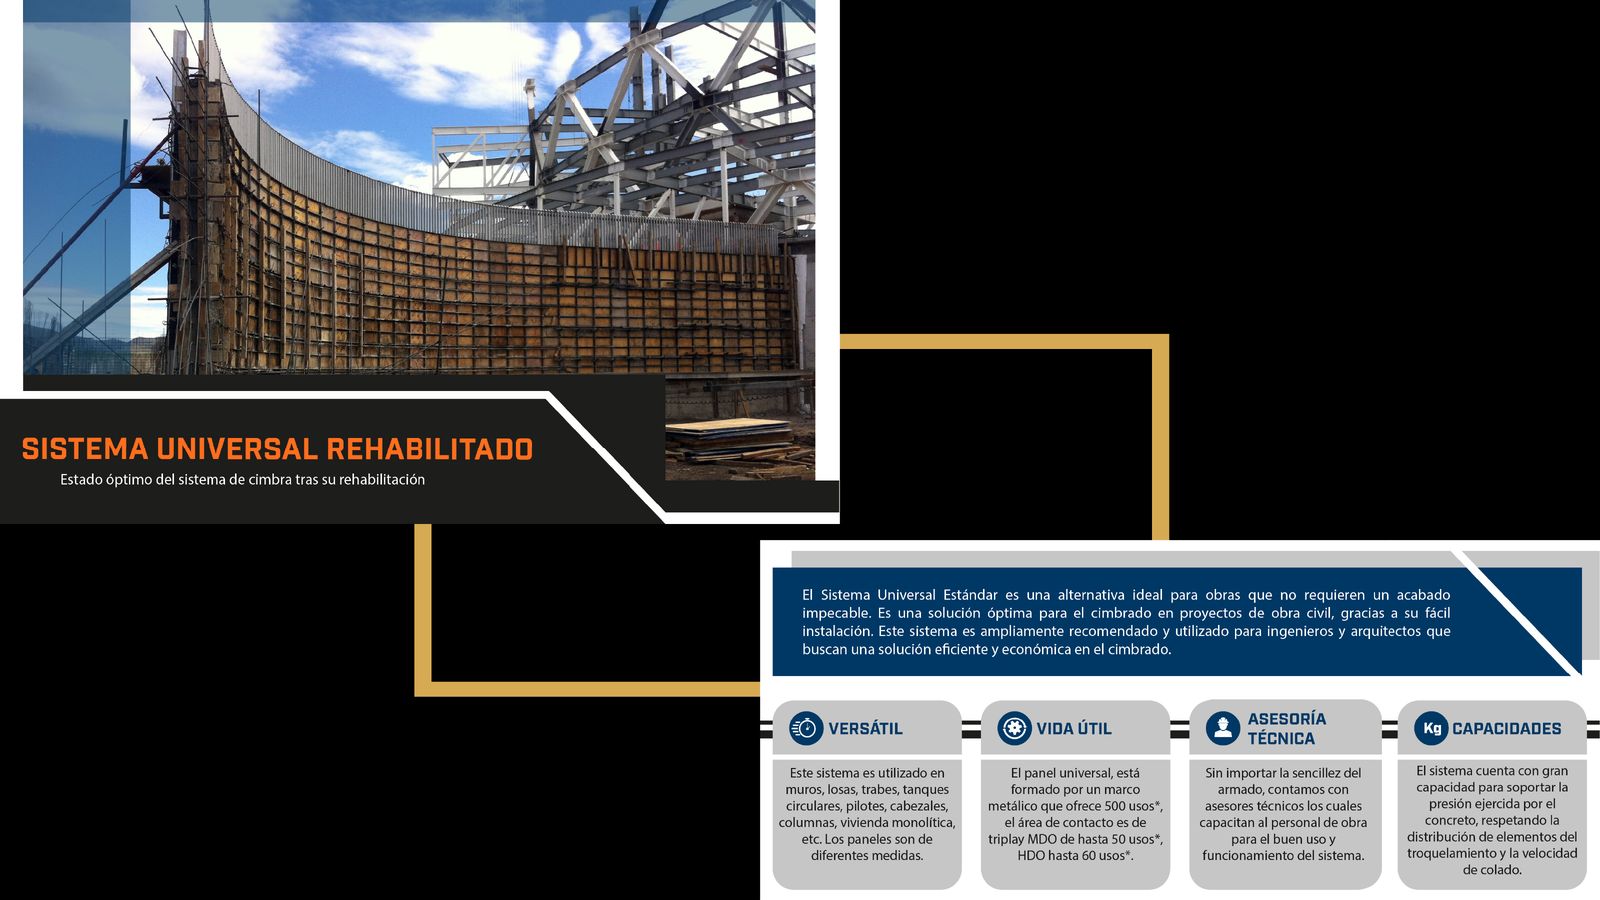 SISTEMA UNIVERSAL REHABILITADO
Estado óptimo del sistema de cimbra tras su rehabilitación
El Sistema Universal Estándar es una alternativa ideal para obras que no requieren un acabado
impecable. Es una solución óptima para el cimbrado en proyectos de obra civil, gracias a su fácil
instalación. Este sistema es ampliamente recomendado y utilizado para ingenieros y arquitectos que
buscan una solución eficiente y económica en el cimbrado.
VERSÁTIL
Este sistema es utilizado en
muros, losas, trabes, tanques
circulares, pilotes, cabezales,
columnas, vivienda monolítica,
etc. Los paneles son de
diferentes medidas.
VIDA ÚTIL
El panel universal, está
formado por un marco
metálico que ofrece 500 usos*,
el área de contacto es de
triplay MDO de hasta 50 usos*,
HDO hasta 60 usos*.
ASESORÍA
TÉCNICA
Sin importar la sencillez del
armado, contamos con
asesores técnicos los cuales
capacitan al personal de obra
para el buen uso y
funcionamiento del sistema.
Kg CAPACIDADES
El sistema cuenta con gran
capacidad para soportar la
presión ejercida por el
concreto, respetando la
distribución de elementos del
troquelamiento y la velocidad
de colado.